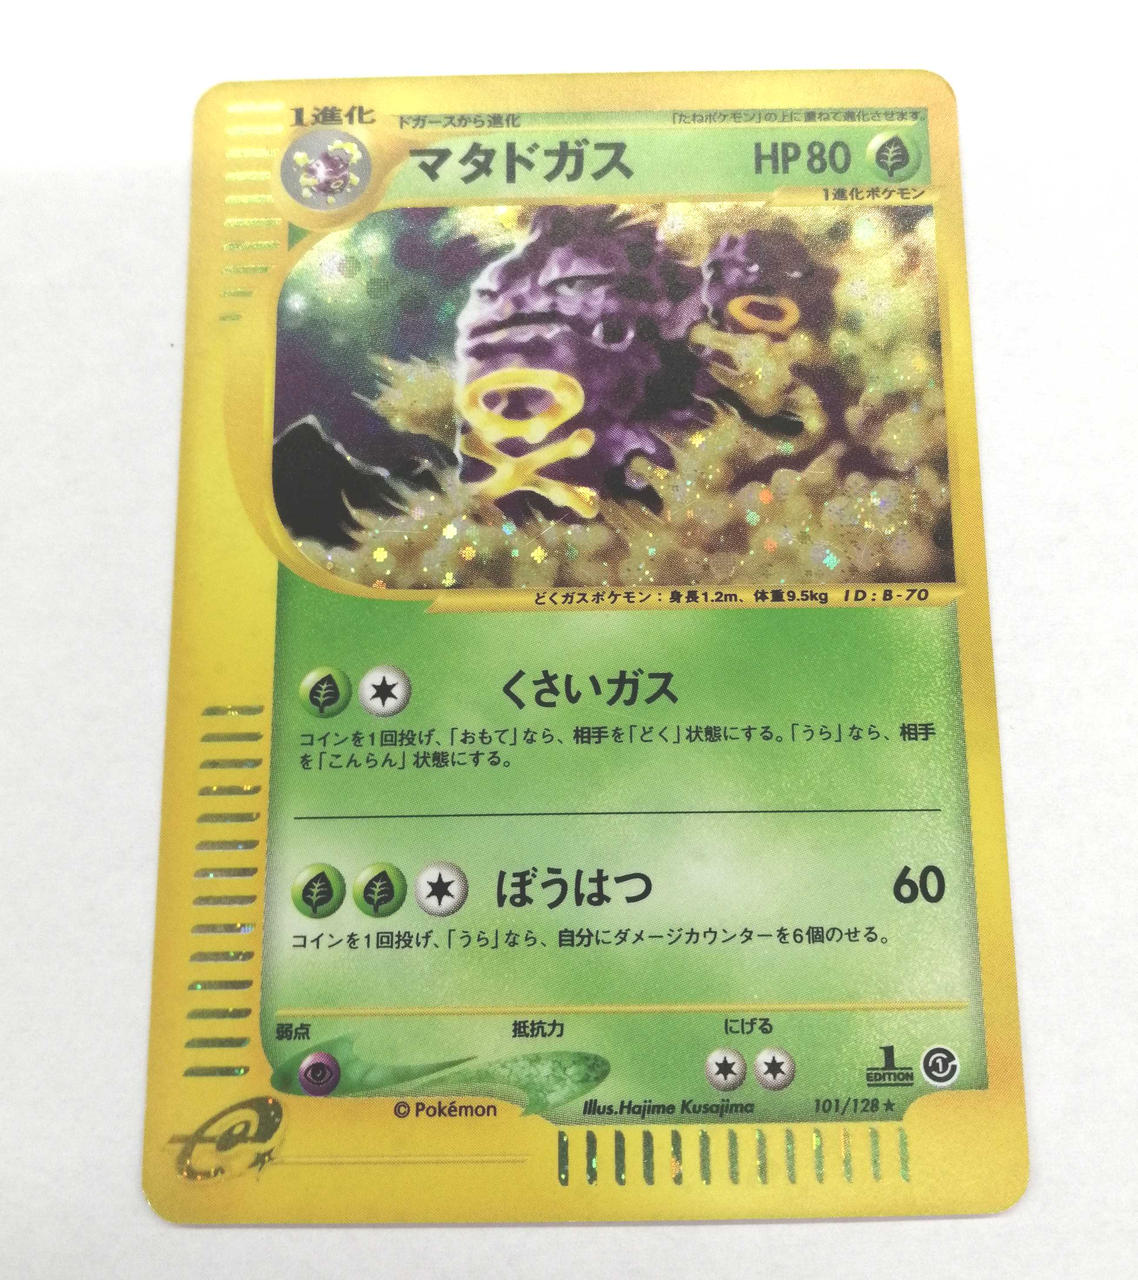 1進化
ドガースから進化
「たねポケモン」の上に重ねて進化させます。
マタドガス
HP80
1進化ポケモン
どくガスポケモン：身長1.2m、体重9.5kg ID:B-70
くさいガス
コインを1回投げ、「おもて」なら、相手を「どく」状態にする。「うら」なら、相手
を「こんらん」状態にする。
ぼうはつ 60
コインを1回投げ、「うら」なら、自分にダメージカウンターを6個のせる。
弱点 抵抗力 にげる
1
EDITION
1
© Pokémon Illus.Hajime Kusajima 101/128★
e